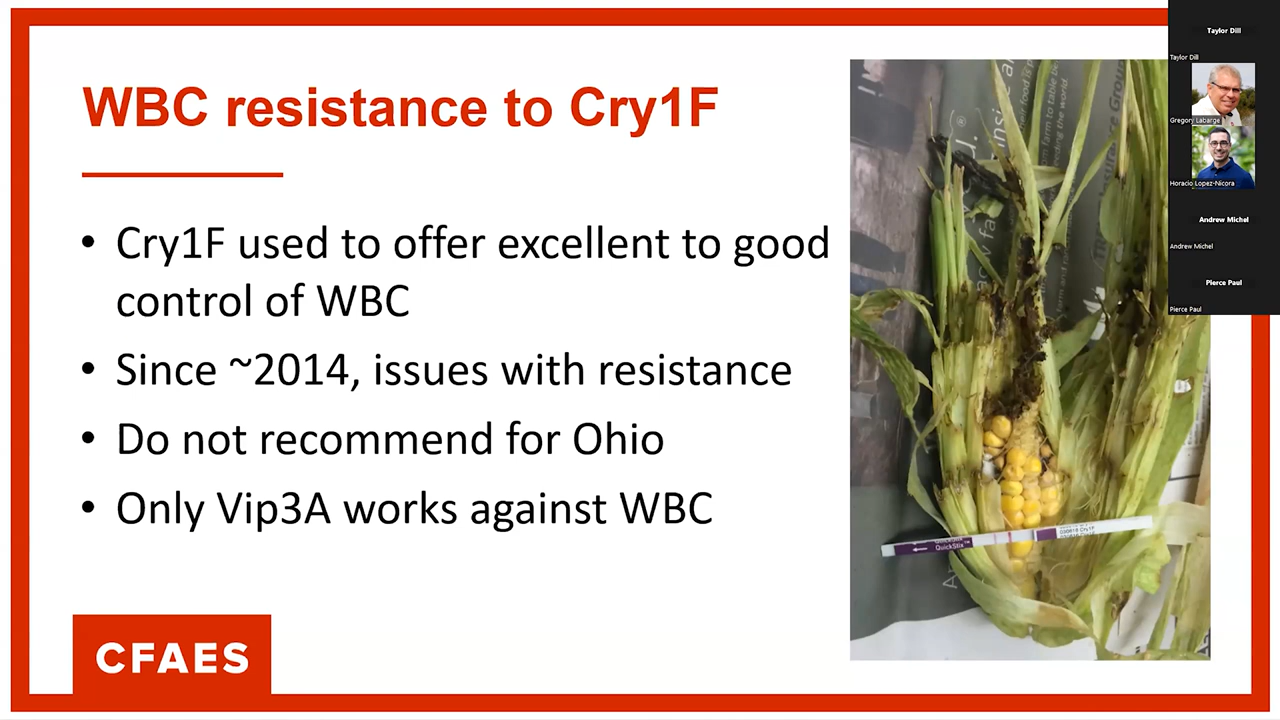 WBC resistance to Cry1F
• Cry1F used to offer excellent to good
control of WBC
• Since ~2014, issues with resistance
• Do not recommend for Ohio
• Only Vip3A works against WBC
CFAES
QuickStix™
Cry1F
Taylor Dill
Taylor Dill
Gregory Labarge
Horacio Lopez-Nicora
Andrew Michel
Andrew Michel
Pierce Paul
Pierce Paul